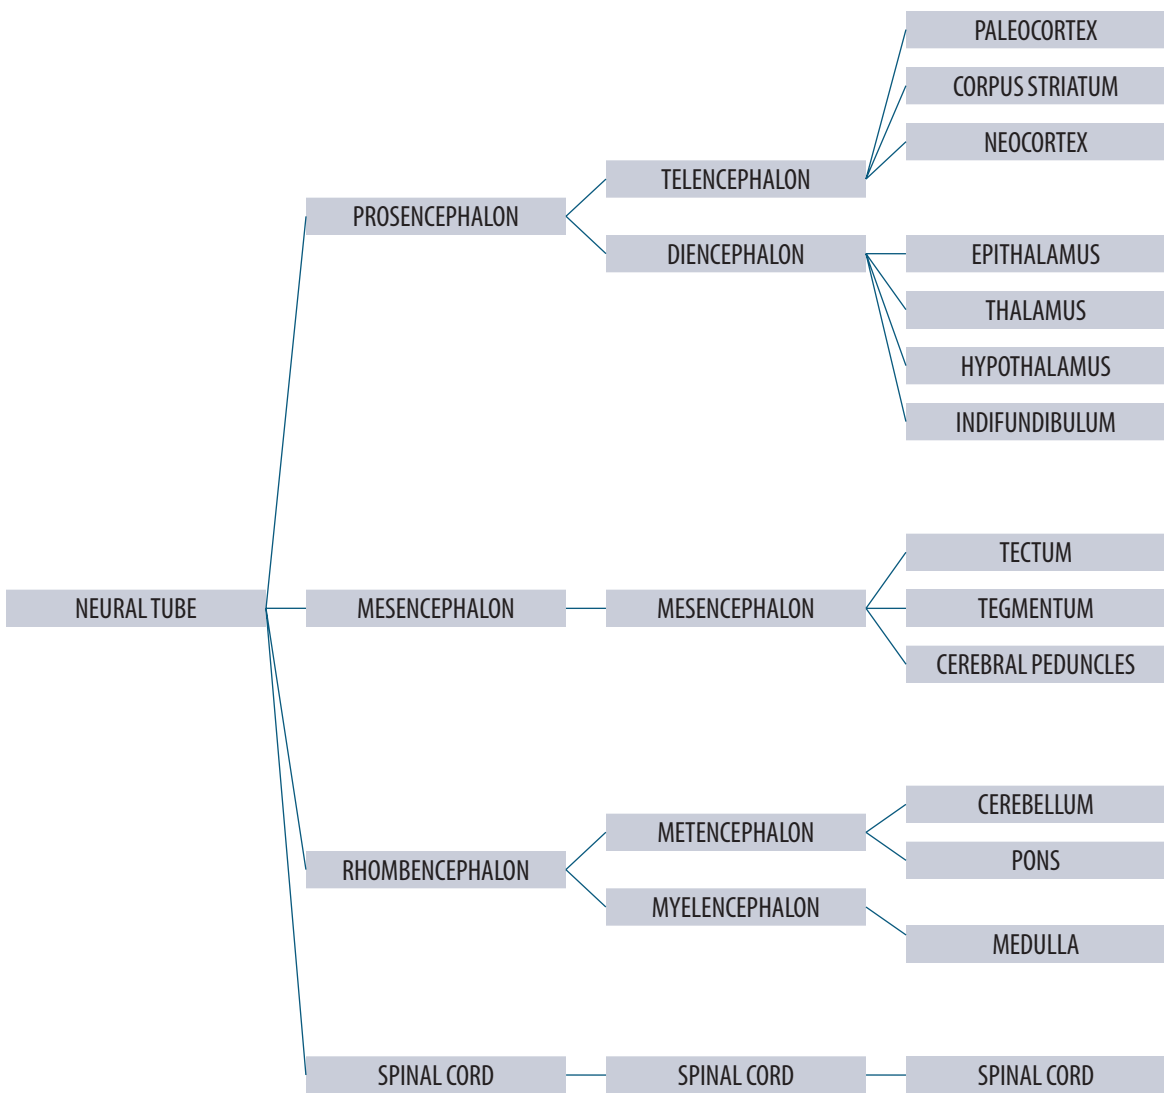 PALEOCORTEX
CORPUS STRIATUM
NEOCORTEX
TELENCEPHALON
PROSENCEPHALON
DIENCEPHALON
EPITHALAMUS
THALAMUS
HYPOTHALAMUS
INDIFUNDIBULUM
TECTUM
NEURAL TUBE
MESENCEPHALON
MESENCEPHALON
TEGMENTUM
CEREBRAL PEDUNCLES
CEREBELLUM
METENCEPHALON
PONS
RHOMBENCEPHALON
MYELENCEPHALON
MEDULLA
SPINAL CORD
SPINAL CORD
SPINAL CORD